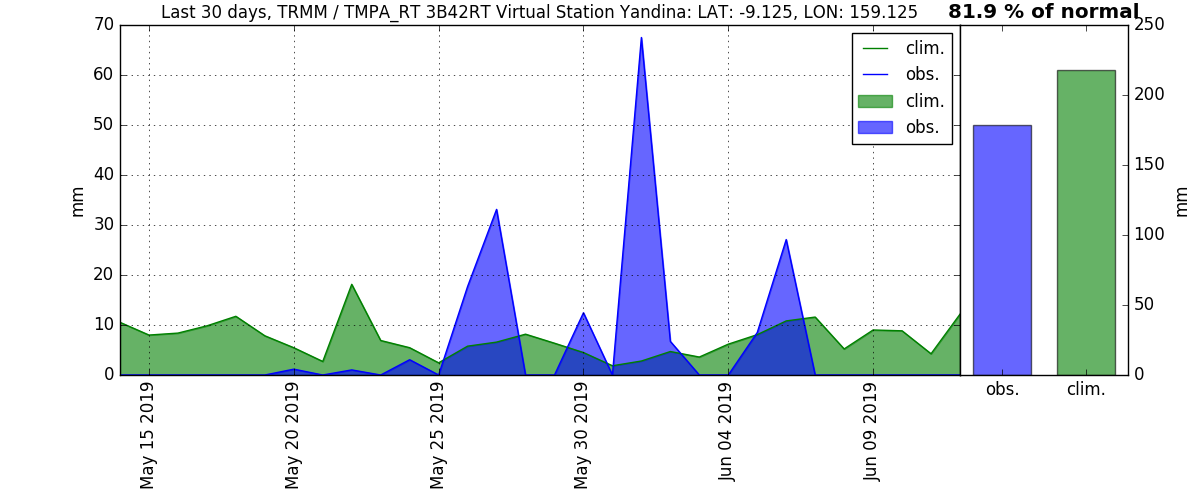 Last 30 days, TRMM / TMPA_RT 3B42RT Virtual Station Yandina: LAT: -9.125, LON: 159.125
81.9 % of normal
70
60
50
40
30
20
10
0
mm
clim.
obs.
clim.
obs.
May 15 2019
May 20 2019
May 25 2019
May 30 2019
Jun 04 2019
Jun 09 2019
250
200
150
100
50
0
mm
obs.
clim.